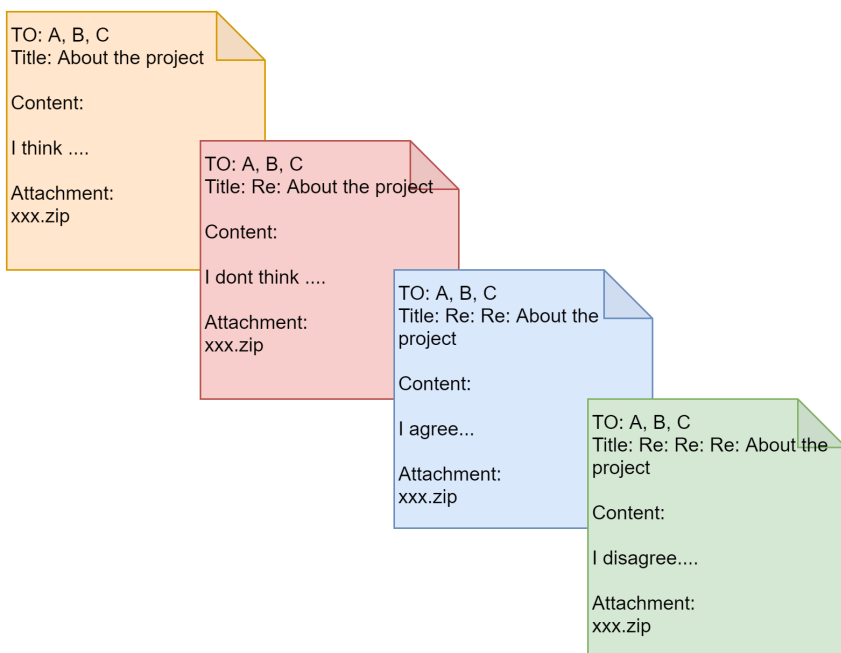 TO: A, B, C
Title: About the project
Content:
I think ....
Attachment:
xxx.zip
TO: A, B, C
Title: Re: About the project
Content:
I dont think ....
Attachment:
xxx.zip
TO: A, B, C
Title: Re: Re: About the
project
Content:
I agree...
Attachment:
xxx.zip
TO: A, B, C
Title: Re: Re: Re: About the
project
Content:
I disagree....
Attachment:
xxx.zip